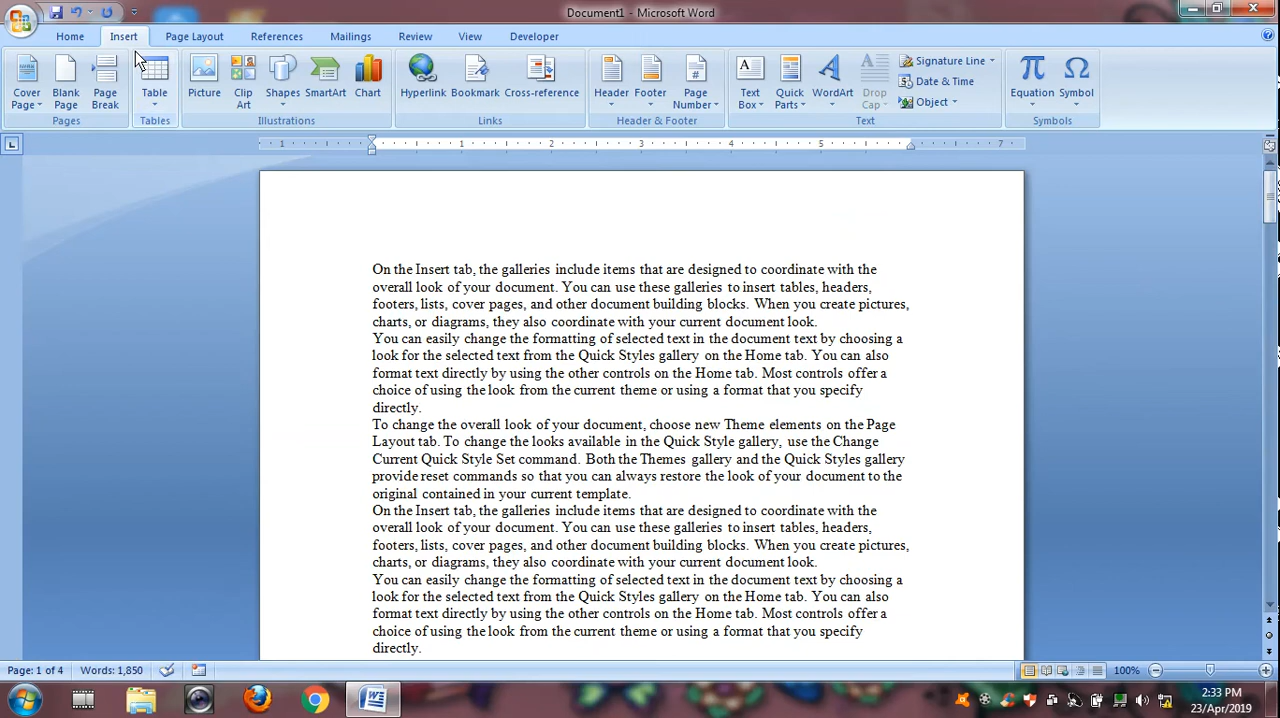 Document1 - Microsoft Word
Home Insert Page Layout References Mailings Review View Developer
Cover Page Blank Page Page Break Table Picture Clip Art Shapes SmartArt Chart Hyperlink Bookmark Cross-reference Header Footer Page Number Text Box Quick Parts WordArt Drop Cap Signature Line Date & Time Object Equation Symbol
Pages Tables Illustrations Links Header & Footer Text Symbols
1 1 2 3 4 5 7
On the Insert tab, the galleries include items that are designed to coordinate with the
overall look of your document. You can use these galleries to insert tables, headers,
footers, lists, cover pages, and other document building blocks. When you create pictures,
charts, or diagrams, they also coordinate with your current document look.
You can easily change the formatting of selected text in the document text by choosing a
look for the selected text from the Quick Styles gallery on the Home tab. You can also
format text directly by using the other controls on the Home tab. Most controls offer a
choice of using the look from the current theme or using a format that you specify
directly.
To change the overall look of your document, choose new Theme elements on the Page
Layout tab. To change the looks available in the Quick Style gallery, use the Change
Current Quick Style Set command. Both the Themes gallery and the Quick Styles gallery
provide reset commands so that you can always restore the look of your document to the
original contained in your current template.
On the Insert tab, the galleries include items that are designed to coordinate with the
overall look of your document. You can use these galleries to insert tables, headers,
footers, lists, cover pages, and other document building blocks. When you create pictures,
charts, or diagrams, they also coordinate with your current document look.
You can easily change the formatting of selected text in the document text by choosing a
look for the selected text from the Quick Styles gallery on the Home tab. You can also
format text directly by using the other controls on the Home tab. Most controls offer a
choice of using the look from the current theme or using a format that you specify
directly.
Page: 1 of 4 Words: 1,850 100%
2:33 PM
23/Apr/2019